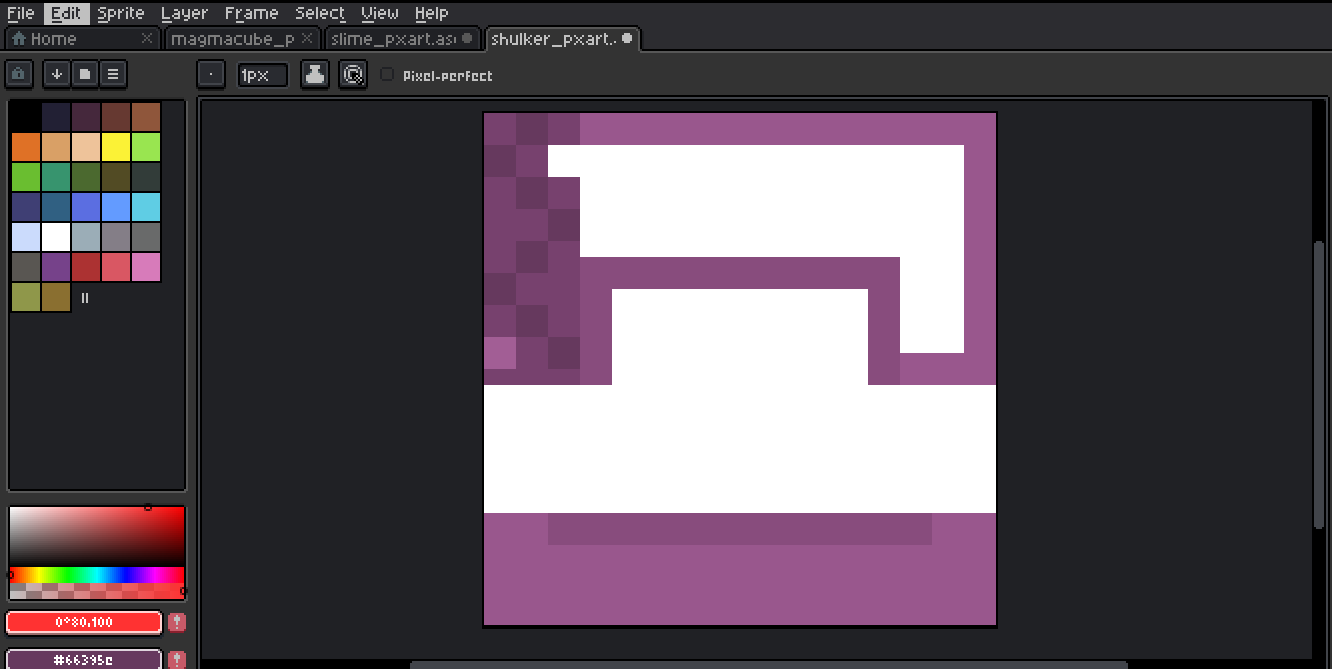 File Edit Sprite Layer Frame Select View Help
Home magmacube_p slime_pxart.as shulker_pxart.
1px Pixel-perfect
0°80,100
#66395c